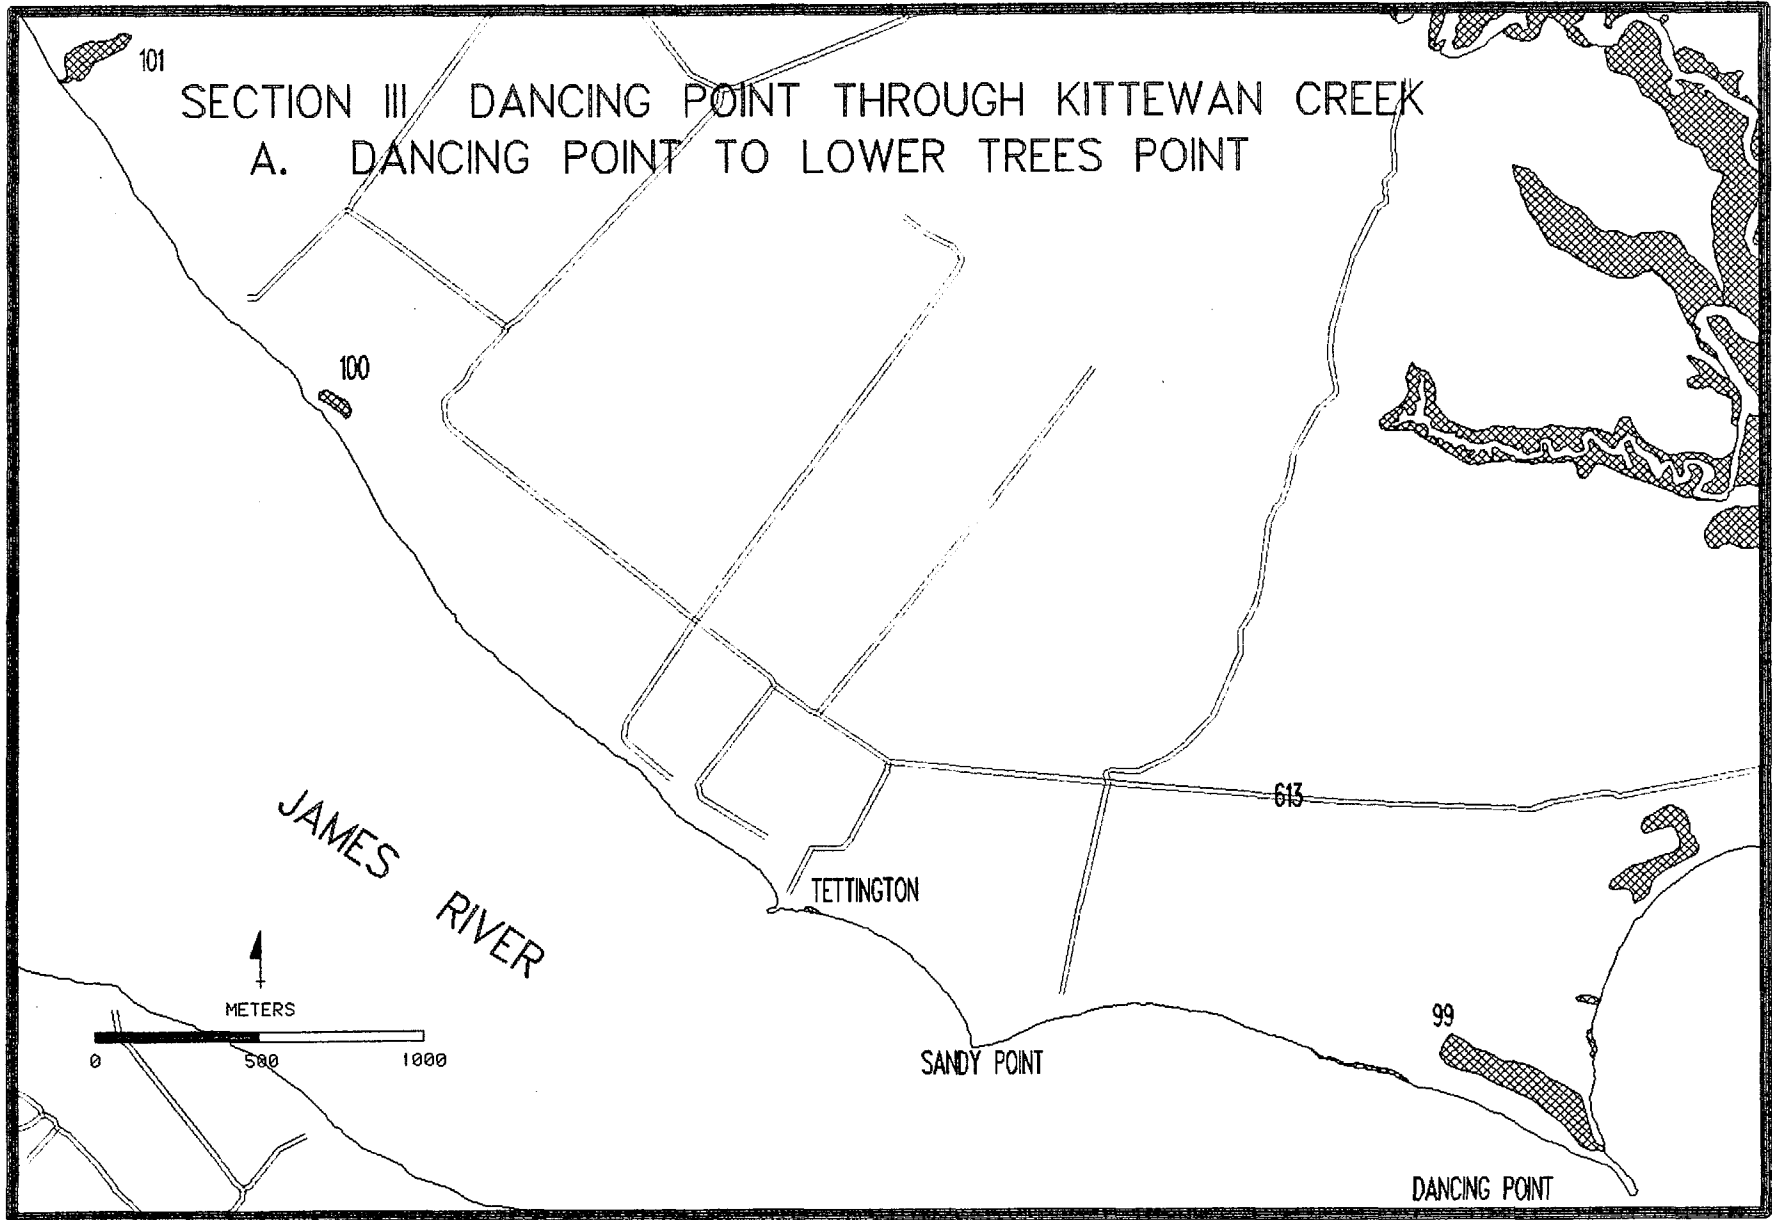 101
SECTION III DANCING POINT THROUGH KITTEWAN CREEK
A. DANCING POINT TO LOWER TREES POINT
100
613
JAMES RIVER
TETTINGTON
METERS
0 500 1000
99
SANDY POINT
DANCING POINT